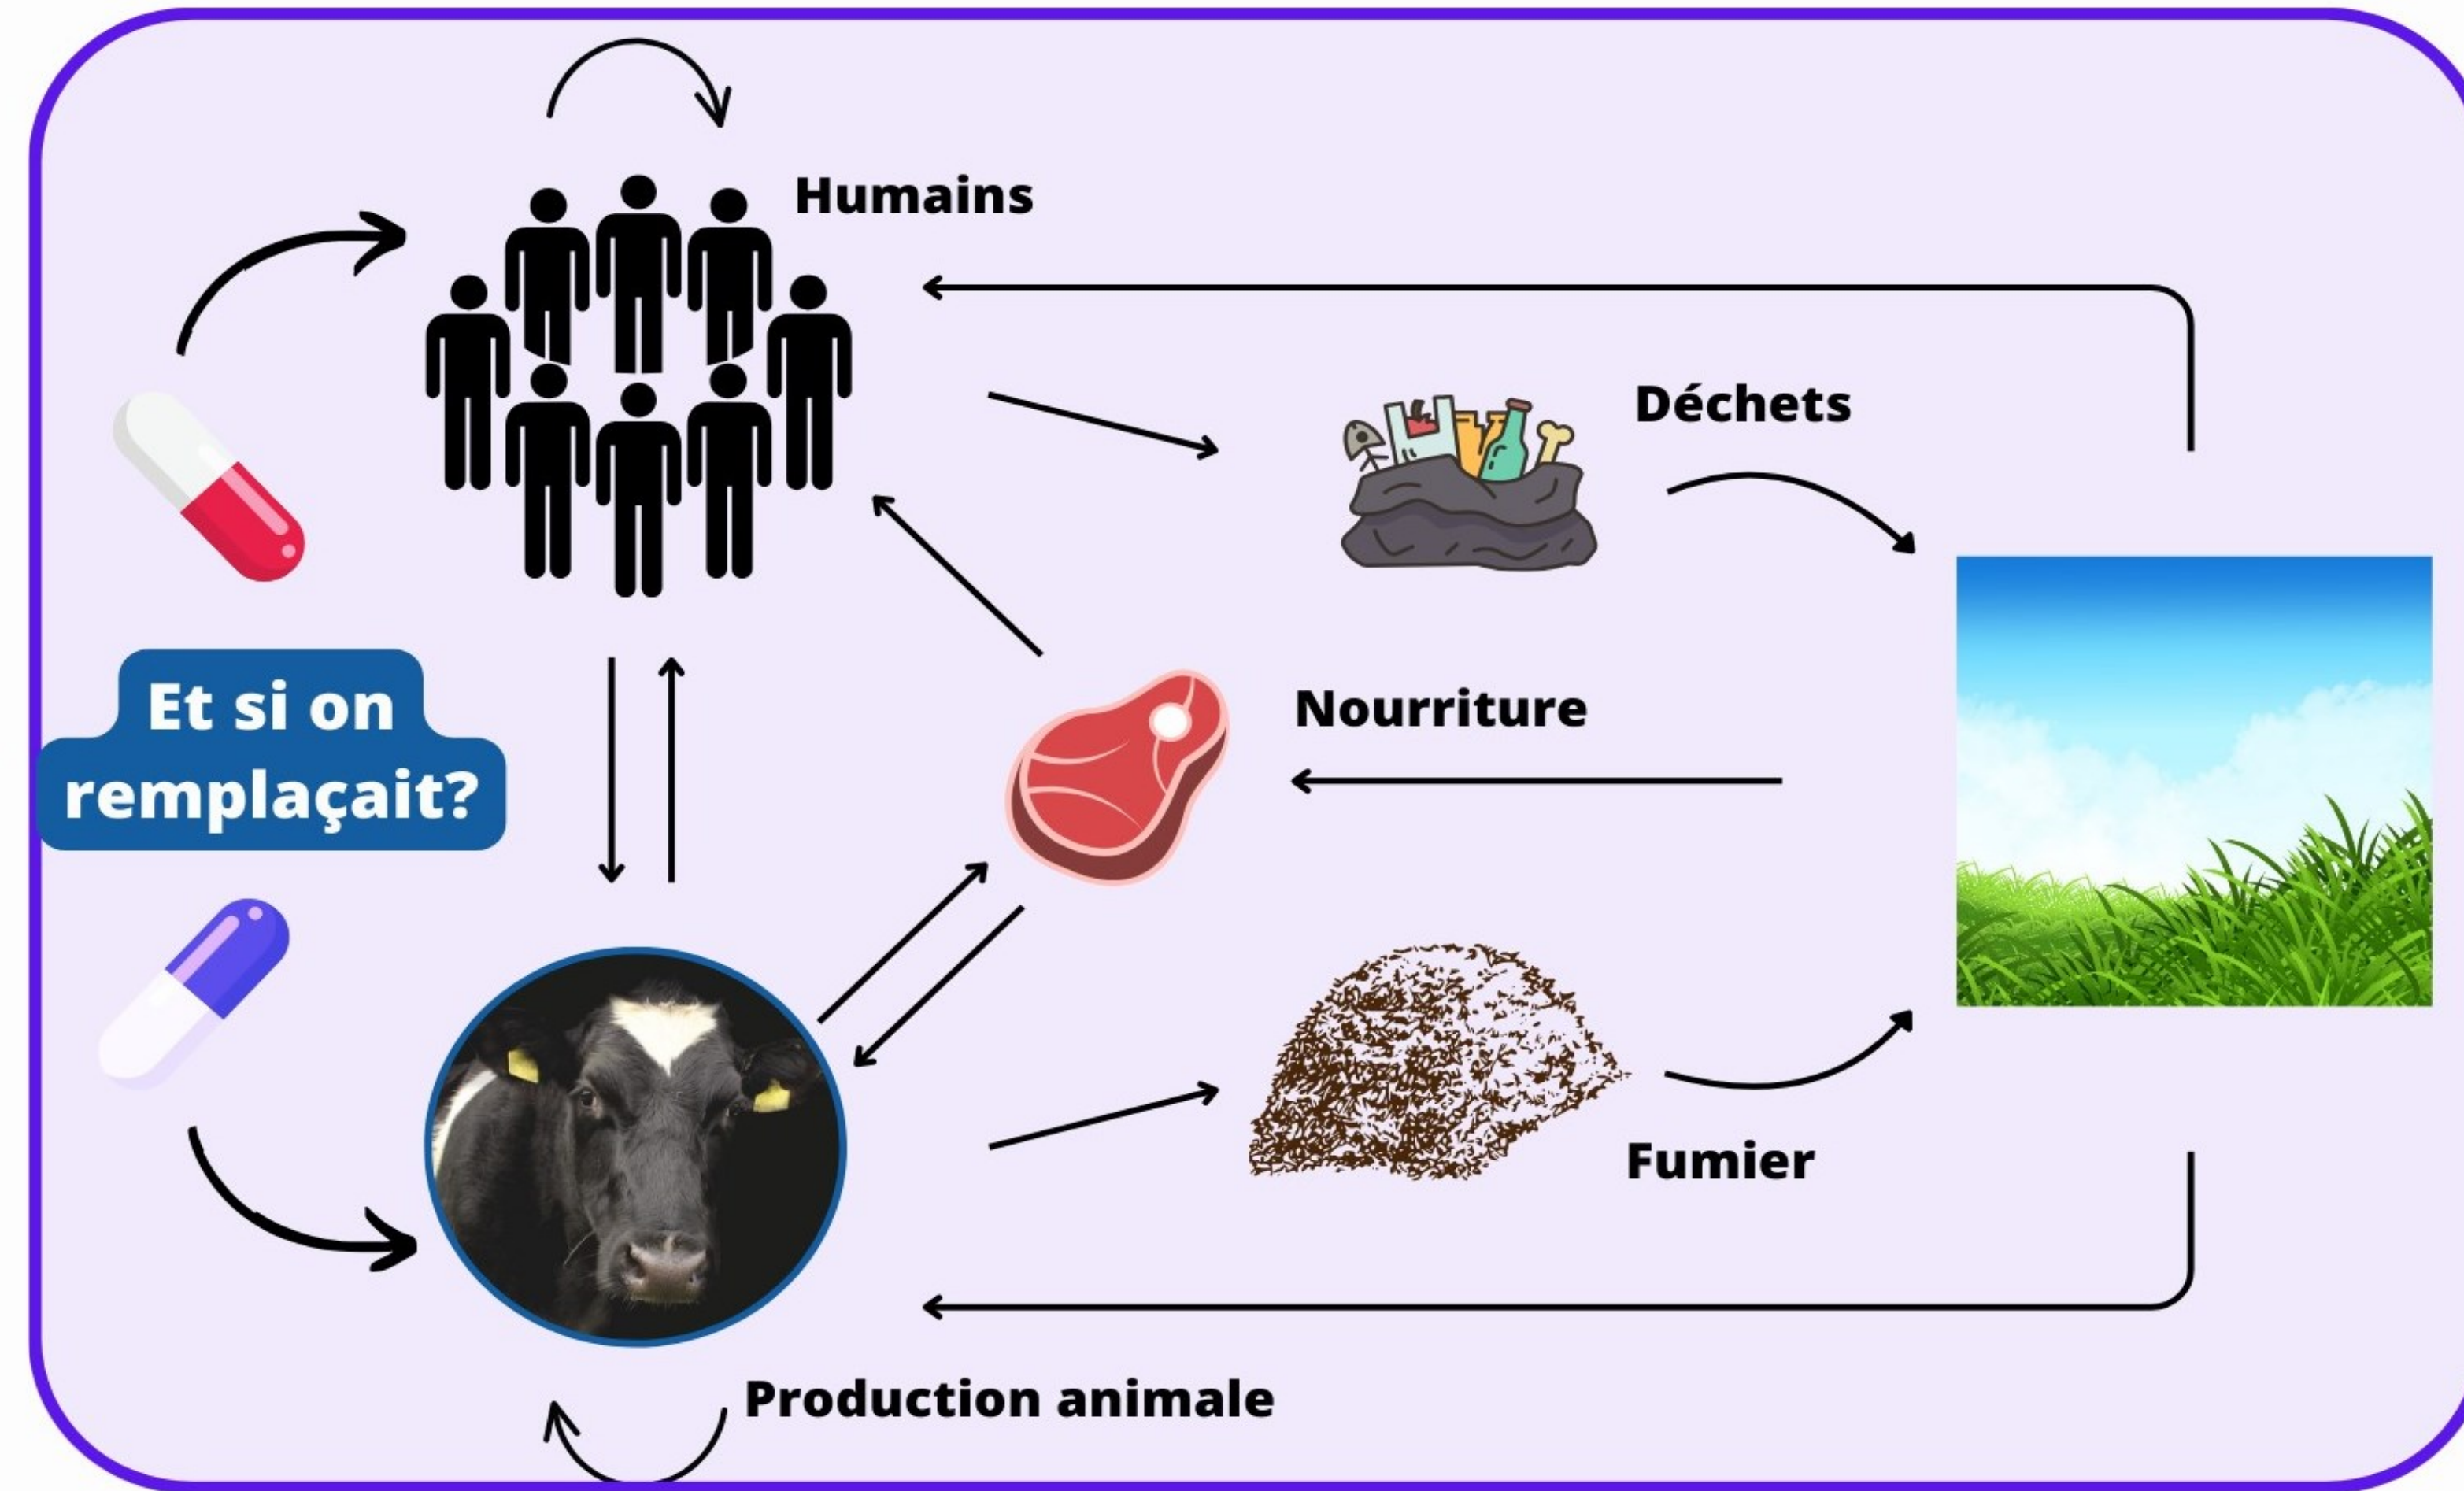 Humains
Déchets
Et si on
remplaçait?
Nourriture
Fumier
Production animale